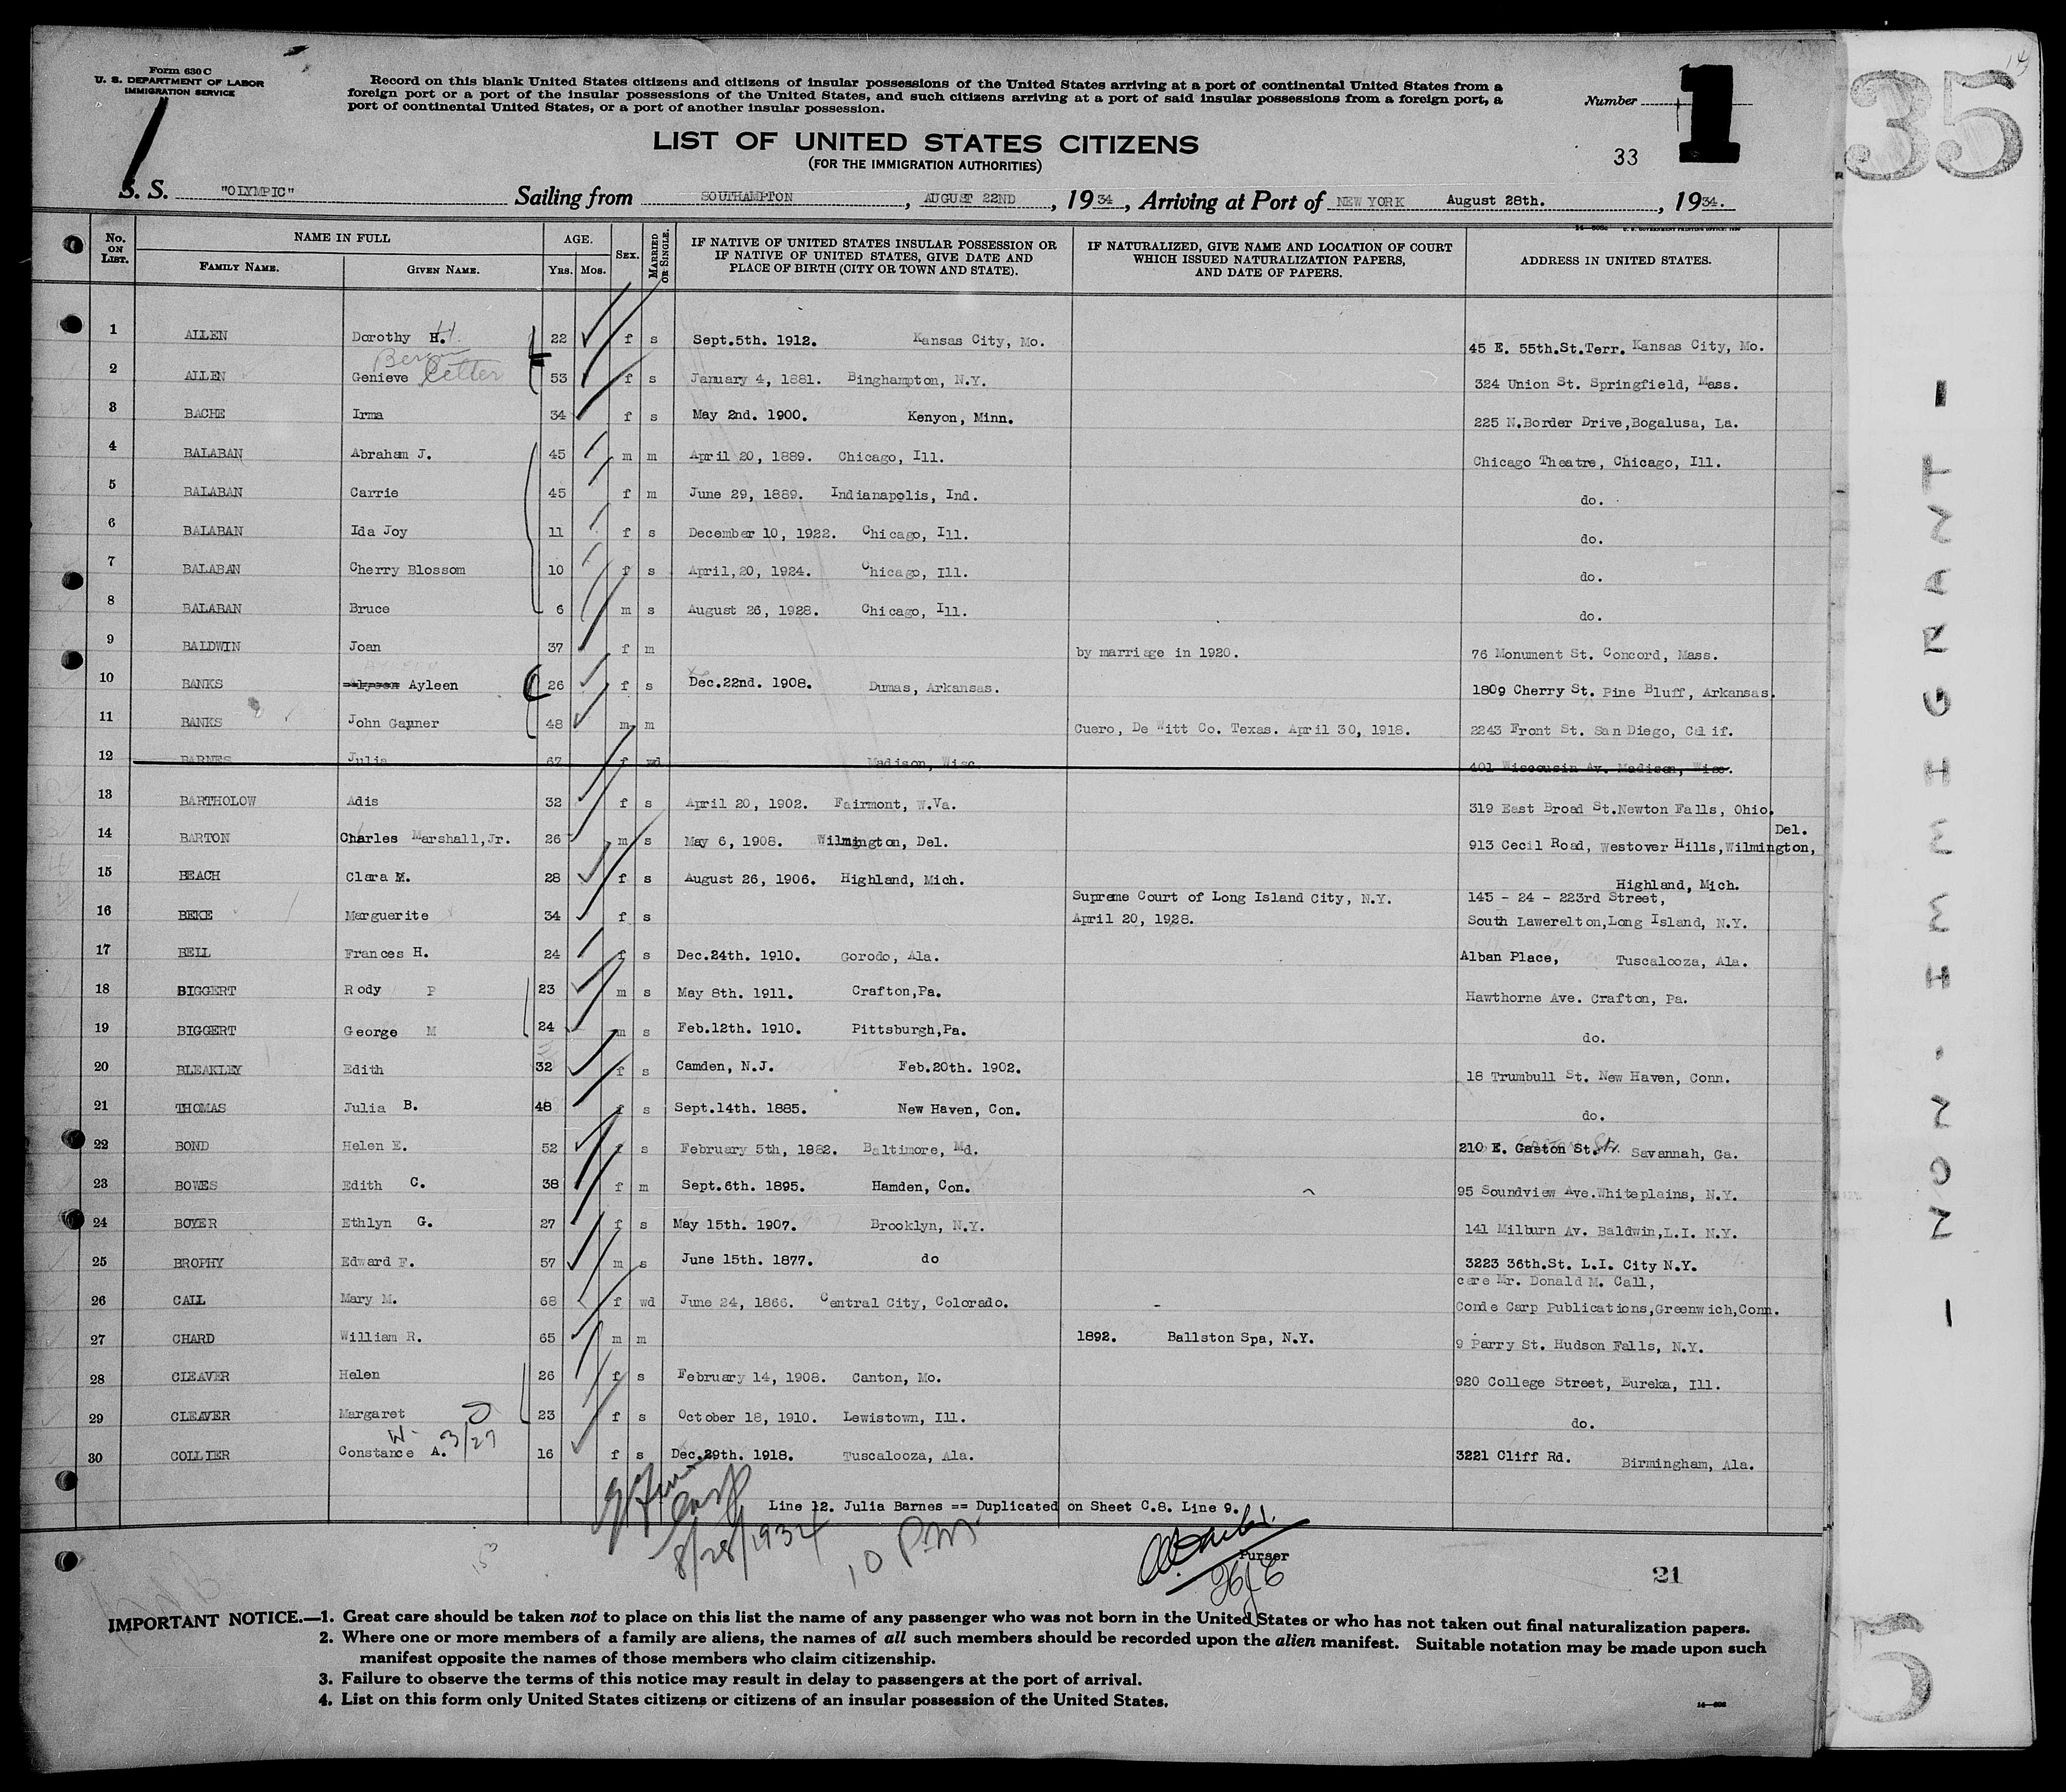 Form 630 C
U. S. DEPARTMENT OF LABOR
IMMIGRATION SERVICE
Record on this blank United States citizens and citizens of insular possessions of the United States arriving at a port of continental United States from a
foreign port or a port of the insular possessions of the United States, and such citizens arriving at a port of said insular possessions from a foreign port, a
port of continental United States, or a port of another insular possession.
Number 1
35
LIST OF UNITED STATES CITIZENS
(FOR THE IMMIGRATION AUTHORITIES)
33
S. S. "OLYMPIC" Sailing from SOUTHAMPTON, AUGUST 22ND, 1934, Arriving at Port of NEW YORK August 28th., 1934.
No. ON LIST. NAME IN FULL FAMILY NAME. GIVEN NAME. AGE. YRS. MOS. SEX. MARRIED OR SINGLE. IF NATIVE OF UNITED STATES INSULAR POSSESSION OR IF NATIVE OF UNITED STATES, GIVE DATE AND PLACE OF BIRTH (CITY OR TOWN AND STATE). IF NATURALIZED, GIVE NAME AND LOCATION OF COURT WHICH ISSUED NATURALIZATION PAPERS, AND DATE OF PAPERS. ADDRESS IN UNITED STATES.
1 ALLEN Dorothy H. 22 f s Sept.5th. 1912. Kansas City, Mo. 45 E. 55th.St.Terr. Kansas City, Mo.
2 ALLEN Genieve 53 f s January 4, 1881. Binghampton, N.Y. 324 Union St. Springfield, Mass.
3 BACHE Irma 34 f s May 2nd. 1900. Kenyon, Minn. 225 N.Border Drive,Bogalusa, La.
4 BALABAN Abraham J. 45 m m April 20, 1889. Chicago, Ill. Chicago Theatre, Chicago, Ill.
5 BALABAN Carrie 45 f m June 29, 1889. Indianapolis, Ind. do.
6 BALABAN Ida Joy 11 f s December 10, 1922. Chicago, Ill. do.
7 BALABAN Cherry Blossom 10 f s April,20, 1924. Chicago, Ill. do.
8 BALABAN Bruce 6 m s August 26, 1928. Chicago, Ill. do.
9 BALDWIN Joan 37 f m by marriage in 1920. 76 Monument St. Concord, Mass.
10 BANKS Ayleen 26 f s Dec.22nd. 1908. Dumas, Arkansas. 1809 Cherry St. Pine Bluff, Arkansas.
11 BANKS John Gayner 48 m m Cuero, De Witt Co. Texas. April 30, 1918. 2243 Front St. San Diego, Calif.
12 BARNES Julia 67 f wd Madison, Wisc 401 Wisconsin Av. Madison, Wisc.
13 BARTHOLOW Adis 32 f s April 20, 1902. Fairmont, W.Va. 319 East Broad St.Newton Falls, Ohio.
14 BARTON Charles Marshall,Jr. 26 m s May 6, 1908. Wilmington, Del. 913 Cecil Road, Westover Hills,Wilmington, Del.
15 BEACH Clara M. 28 f s August 26, 1906. Highland, Mich. Highland, Mich.
16 BEKE Marguerite 34 f s Supreme Court of Long Island City, N.Y. April 20, 1928. 145 - 24 - 223rd Street, South Lawerelton,Long Island, N.Y.
17 BELL Frances H. 24 f s Dec.24th. 1910. Gorodo, Ala. Alban Place, Tuscalooza, Ala.
18 BIGGERT Rody P 23 m s May 8th. 1911. Crafton,Pa. Hawthorne Ave. Crafton, Pa.
19 BIGGERT George M 24 m s Feb.12th. 1910. Pittsburgh,Pa. do.
20 BLEAKLEY Edith 32 f s Camden, N.J. Feb.20th. 1902. 18 Trumbull St. New Haven, Conn.
21 THOMAS Julia B. 48 f s Sept.14th. 1885. New Haven, Con. do.
22 BOND Helen E. 52 f s February 5th, 1882. Baltimore, Md. 210 E. Gaston St. Savannah, Ga.
23 BOWES Edith C. 38 f m Sept.6th. 1895. Hamden, Con. 95 Soundview Ave.Whiteplains, N.Y.
24 BOYER Ethlyn G. 27 f s May 15th. 1907. Brooklyn, N.Y. 141 Milburn Av. Baldwin,L.I. N.Y.
25 BROPHY Edward F. 57 m s June 15th. 1877. do 3223 36th.St. L.I. City N.Y.
26 CALL Mary M. 68 f wd June 24, 1866. Central City, Colorado. care Mr. Donald M. Call, Conde Carp Publications,Greenwich,Conn.
27 CHARD William R. 65 m m 1892. Ballston Spa, N.Y. 9 Parry St. Hudson Falls, N.Y.
28 CLEAVER Helen 26 f s February 14, 1908. Canton, Mo. 920 College Street, Eureka, Ill.
29 CLEAVER Margaret 23 f s October 18, 1910. Lewistown, Ill. do.
W- 3/27
30 COLLIER Constance A. 16 f s Dec.29th. 1918. Tuscalooza, Ala. 3221 Cliff Rd. Birmingham, Ala.
Line 12. Julia Barnes == Duplicated on Sheet C.8. Line 9.
8/28/1934 10 P.M.
Purser
21
IMPORTANT NOTICE.—1. Great care should be taken not to place on this list the name of any passenger who was not born in the United States or who has not taken out final naturalization papers.
2. Where one or more members of a family are aliens, the names of all such members should be recorded upon the alien manifest. Suitable notation may be made upon such
manifest opposite the names of those members who claim citizenship.
3. Failure to observe the terms of this notice may result in delay to passengers at the port of arrival.
4. List on this form only United States citizens or citizens of an insular possession of the United States.
- NON-IMMIGRANT -
5